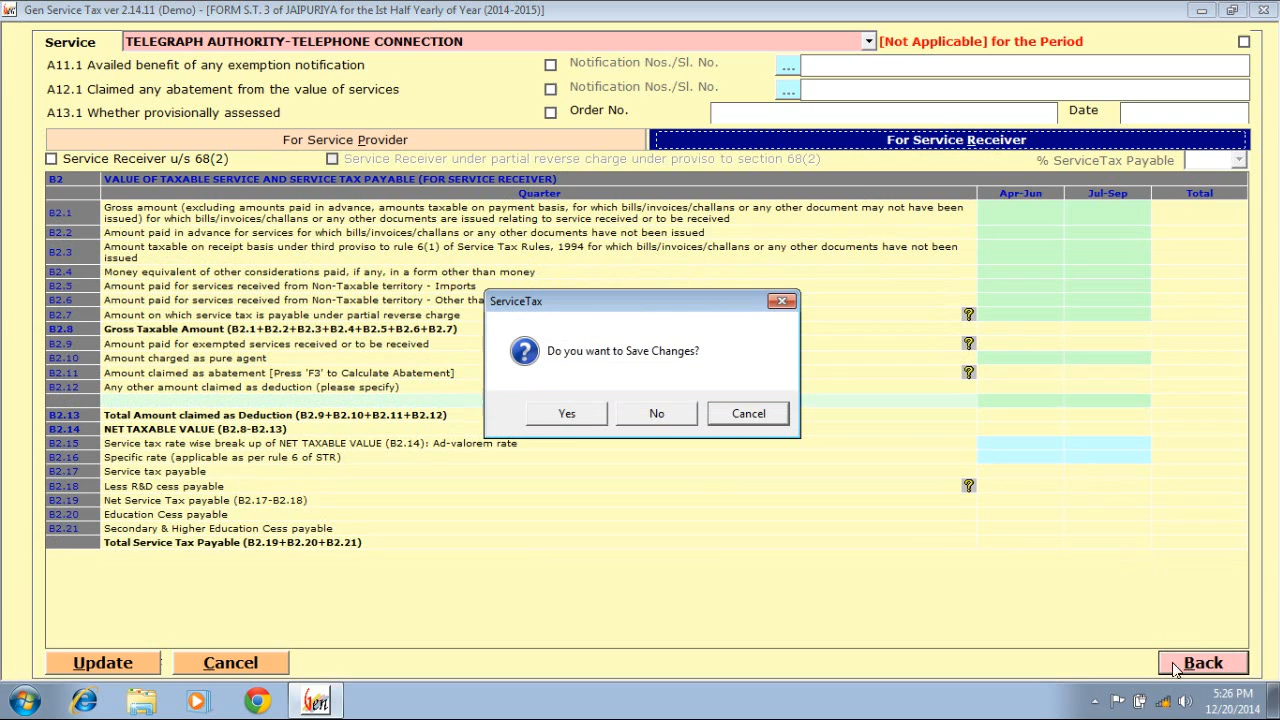 Gen Service Tax ver 2.14.11 (Demo) - [FORM S.T. 3 of JAIPURIYA for the Ist Half Yearly of Year (2014-2015)]
Service TELEGRAPH AUTHORITY-TELEPHONE CONNECTION [Not Applicable] for the Period
A11.1 Availed benefit of any exemption notification Notification Nos./Sl. No. ...
A12.1 Claimed any abatement from the value of services Notification Nos./Sl. No. ...
A13.1 Whether provisionally assessed Order No. Date
For Service Provider For Service Receiver
Service Receiver u/s 68(2) Service Receiver under partial reverse charge under proviso to section 68(2) % ServiceTax Payable
B2 VALUE OF TAXABLE SERVICE AND SERVICE TAX PAYABLE (FOR SERVICE RECEIVER)
Quarter Apr-Jun Jul-Sep Total
B2.1 Gross amount (excluding amounts paid in advance, amounts taxable on payment basis, for which bills/invoices/challans or any other document may not have been
issued) for which bills/invoices/challans or any other documents are issued relating to service received or to be received
B2.2 Amount paid in advance for services for which bills/invoices/challans or any other documents have not been issued
B2.3 Amount taxable on receipt basis under third proviso to rule 6(1) of Service Tax Rules, 1994 for which bills/invoices/challans or any other documents have not been
issued
B2.4 Money equivalent of other considerations paid, if any, in a form other than money
B2.5 Amount paid for services received from Non-Taxable territory - Imports
B2.6 Amount paid for services received from Non-Taxable territory - Other tha
B2.7 Amount on which service tax is payable under partial reverse charge ?
B2.8 Gross Taxable Amount (B2.1+B2.2+B2.3+B2.4+B2.5+B2.6+B2.7)
B2.9 Amount paid for exempted services received or to be received ?
B2.10 Amount charged as pure agent
B2.11 Amount claimed as abatement [Press 'F3' to Calculate Abatement] ?
B2.12 Any other amount claimed as deduction (please specify)
B2.13 Total Amount claimed as Deduction (B2.9+B2.10+B2.11+B2.12)
B2.14 NET TAXABLE VALUE (B2.8-B2.13)
B2.15 Service tax rate wise break up of NET TAXABLE VALUE (B2.14): Ad-valorem rate
B2.16 Specific rate (applicable as per rule 6 of STR)
B2.17 Service tax payable
B2.18 Less R&D cess payable ?
B2.19 Net Service Tax payable (B2.17-B2.18)
B2.20 Education Cess payable
B2.21 Secondary & Higher Education Cess payable
Total Service Tax Payable (B2.19+B2.20+B2.21)
ServiceTax
Do you want to Save Changes?
Yes No Cancel
Update Cancel Back
Gen
5:26 PM
12/20/2014